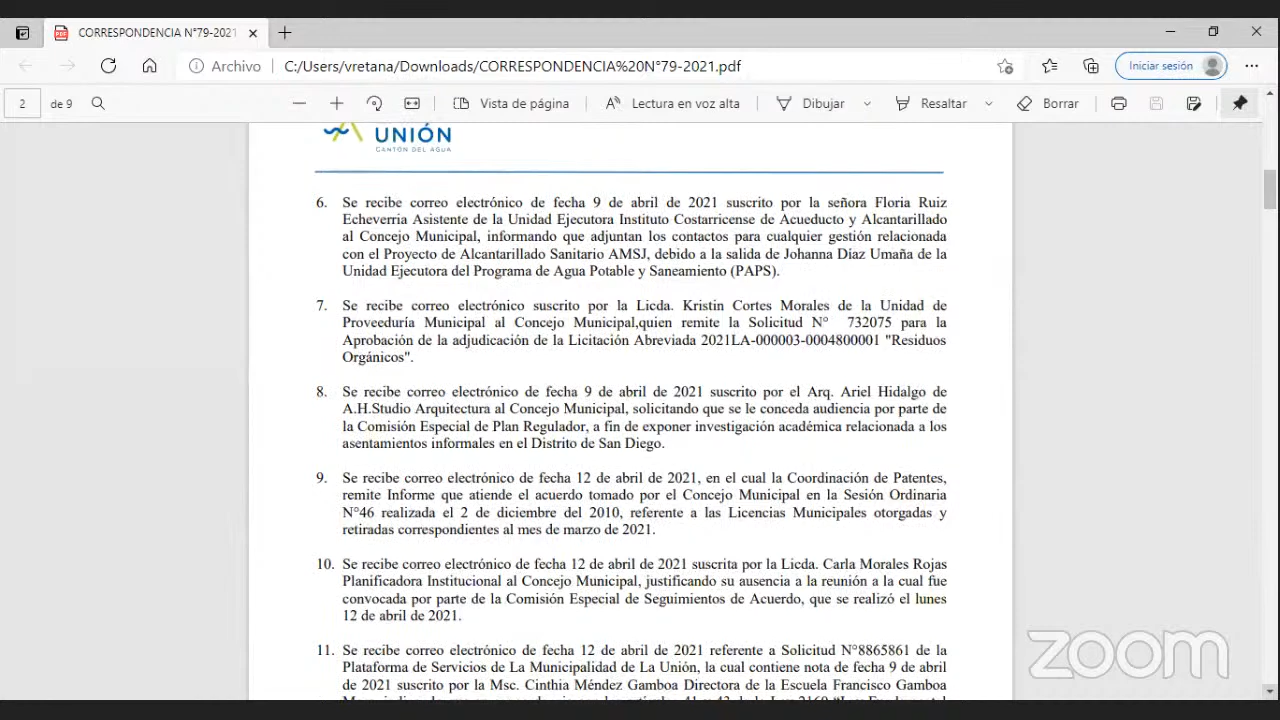 CORRESPONDENCIA N°79-2021
Archivo C:/Users/vretana/Downloads/CORRESPONDENCIA%20N°79-2021.pdf Iniciar sesión
2 de 9 Vista de página Lectura en voz alta Dibujar Resaltar Borrar
UNIÓN
CANTÓN DEL AGUA
6. Se recibe correo electrónico de fecha 9 de abril de 2021 suscrito por la señora Floria Ruiz
Echeverria Asistente de la Unidad Ejecutora Instituto Costarricense de Acueducto y Alcantarillado
al Concejo Municipal, informando que adjuntan los contactos para cualquier gestión relacionada
con el Proyecto de Alcantarillado Sanitario AMSJ, debido a la salida de Johanna Díaz Umaña de la
Unidad Ejecutora del Programa de Agua Potable y Saneamiento (PAPS).
7. Se recibe correo electrónico suscrito por la Licda. Kristin Cortes Morales de la Unidad de
Proveeduría Municipal al Concejo Municipal,quien remite la Solicitud N° 732075 para la
Aprobación de la adjudicación de la Licitación Abreviada 2021LA-000003-0004800001 "Residuos
Orgánicos".
8. Se recibe correo electrónico de fecha 9 de abril de 2021 suscrito por el Arq. Ariel Hidalgo de
A.H.Studio Arquitectura al Concejo Municipal, solicitando que se le conceda audiencia por parte de
la Comisión Especial de Plan Regulador, a fin de exponer investigación académica relacionada a los
asentamientos informales en el Distrito de San Diego.
9. Se recibe correo electrónico de fecha 12 de abril de 2021, en el cual la Coordinación de Patentes,
remite Informe que atiende el acuerdo tomado por el Concejo Municipal en la Sesión Ordinaria
N°46 realizada el 2 de diciembre del 2010, referente a las Licencias Municipales otorgadas y
retiradas correspondientes al mes de marzo de 2021.
10. Se recibe correo electrónico de fecha 12 de abril de 2021 suscrita por la Licda. Carla Morales Rojas
Planificadora Institucional al Concejo Municipal, justificando su ausencia a la reunión a la cual fue
convocada por parte de la Comisión Especial de Seguimientos de Acuerdo, que se realizó el lunes
12 de abril de 2021.
11. Se recibe correo electrónico de fecha 12 de abril de 2021 referente a Solicitud N°8865861 de la
Plataforma de Servicios de La Municipalidad de La Unión, la cual contiene nota de fecha 9 de abril
de 2021 suscrito por la Msc. Cinthia Méndez Gamboa Directora de la Escuela Francisco Gamboa
zoom